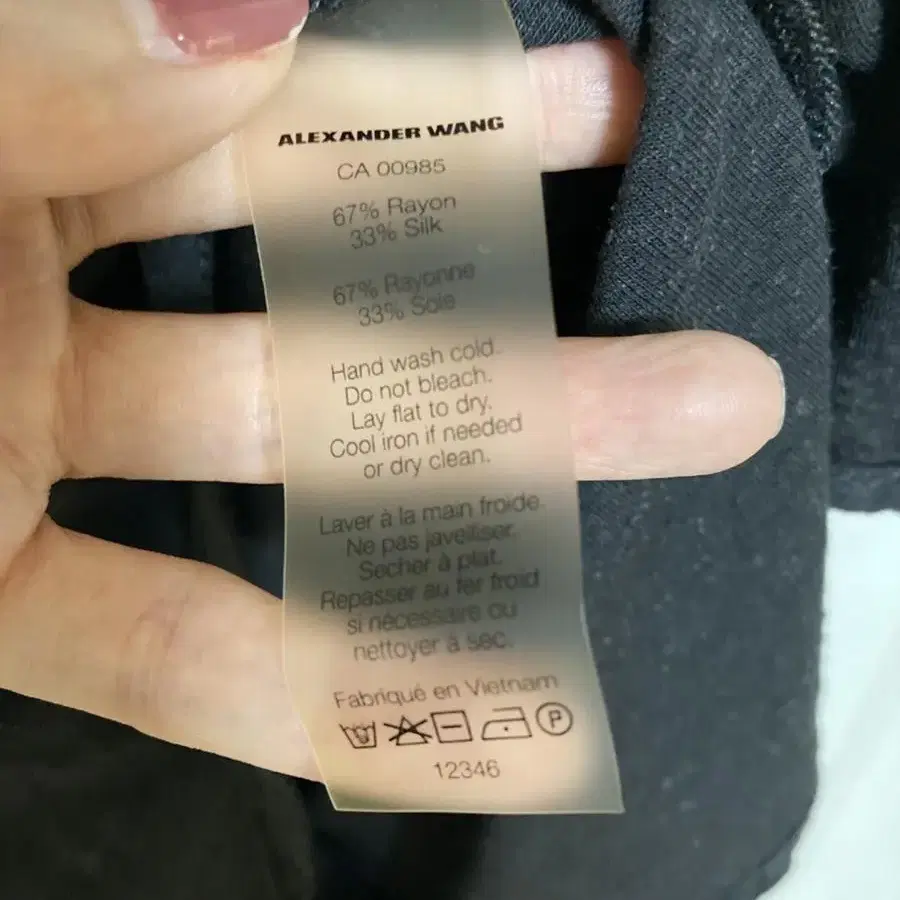 ALEXANDER WANG
CA 00985
67% Rayon
33% Silk
67% Rayonne
33% Soie
Hand wash cold.
Do not bleach.
Lay flat to dry.
Cool iron if needed
or dry clean.
Laver à la main froide.
Ne pas javelliser.
Secher à plat.
Repasser au fer froid
si nécessaire ou
nettoyer à sec.
Fabriqué en Vietnam
P
12346